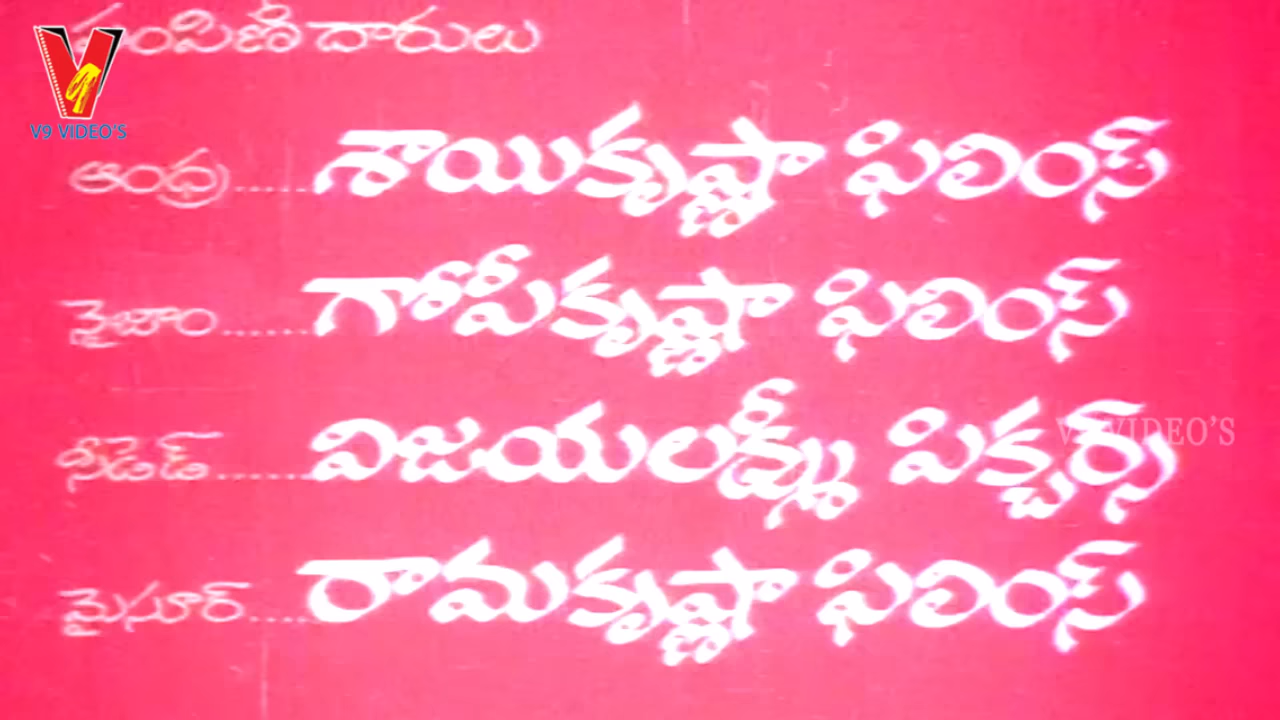 పంపిణీదారులు
V9 VIDEO'S
ఆంధ్ర.....శాయికృష్ణా ఫిలింస్
నైజాం......గోపీకృష్ణా ఫిలింస్
సీడెడ్......విజయలక్ష్మీ పిక్చర్స్
V9 VIDEO'S
మైసూర్....రామకృష్ణా ఫిలింస్